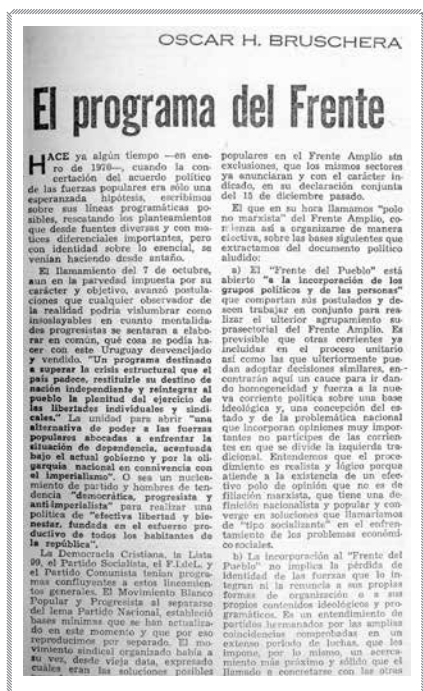 OSCAR H. BRUSCHERA
El programa del Frente
HACE ya algún tiempo —en ene-
ro de 1970—, cuando la con-
certación del acuerdo político
de las fuerzas populares era sólo una
esperanzada hipótesis, escribimos
sobre sus líneas programáticas po-
sibles, rescatando los planteamientos
que desde fuentes diversas y con ma-
tices diferenciales importantes, pero
con identidad sobre lo esencial, se
venían haciendo desde antaño.
El llamamiento del 7 de octubre,
aun en la parvedad impuesta por su
carácter y objetivo, avanzó postula-
ciones que cualquier observador de
la realidad podría vislumbrar como
insoslayables en cuanto mentalida-
des progresistas se sentaran a elabo-
rar en común, qué cosa se podía ha-
cer con este Uruguay desvencijado
y vendido. "Un programa destinado
a superar la crisis estructural que el
país padece, restituirle su destino de
nación independiente y reintegrar al
pueblo la plenitud del ejercicio de
las libertades individuales y sindi-
cales." La unidad para abrir "una
alternativa de poder a las fuerzas
populares abocadas a enfrentar la
situación de dependencia, acentuada
bajo el actual gobierno y por la oli-
garquía nacional en connivencia con
el imperialismo". O sea un nuclea-
miento de partido y hombres de ten-
dencia "democrática, progresista y
antiimperialista" para realizar una
política de "efectiva libertad y bie-
nestar, fundada en el esfuerzo pro-
ductivo de todos los habitantes de
la república".
La Democracia Cristiana, la Lista
99, el Partido Socialista, el F.I.deL. y
el Partido Comunista tenían progra-
mas confluyentes a estos lineamien-
tos generales. El Movimiento Blanco
Popular y Progresista al separarse
del lema Partido Nacional, estableció
bases mínimas que se han actualiza-
do en este momento y que por eso
reproducimos por separado. El mo-
vimiento sindical organizado había a
su vez, desde vieja data, expresado
cuáles eran las soluciones posibles
populares en el Frente Amplio sin
exclusiones, que los mismos sectores
ya anunciaran y con el carácter in-
dicado, en su declaración conjunta
del 15 de diciembre pasado.
El que en su hora llamamos "polo
no marxista" del Frente Amplio, co-
mienza así a organizarse de manera
efectiva, sobre las bases siguientes que
extractamos del documento político
aludido:
a) El "Frente del Pueblo" está
abierto "a la incorporación de los
grupos políticos y de las personas"
que compartan sus postulados y de-
seen trabajar en conjunto para rea-
lizar el ulterior agrupamiento su-
prasectorial del Frente Amplio. Es
previsible que otras corrientes ya
incluidas en el proceso unitario
así como las que ulteriormente pue-
dan adoptar decisiones similares, en-
contrarán aquí un cauce para ir dan-
do homogeneidad y fuerza a la nue-
va corriente política sobre una base
ideológica y, una concepción del es-
tado y de la problemática nacional
que incorporan opiniones muy impor-
tantes no partícipes de las corrien-
tes en que se divide la izquierda tra-
dicional. Entendemos que el proce-
dimiento es realista y lógico porque
atiende a la existencia de un efec-
tivo polo de opinión que no es de
filiación marxista, que tiene una de-
finición nacionalista y popular y con-
verge en soluciones que llamaríamos
de "tipo socializante" en el enfren-
tamiento de los problemas económi-
co sociales.
b) La incorporación al "Frente del
Pueblo" no implica la pérdida de
identidad de las fuerzas que lo in-
tegran ni la renuncia a sus propias
formas de organización o a sus
propios contenidos ideológicos y pro-
gramáticos. Es un entendimiento de
partidos hermanados por las amplias
coincidencias comprobadas en un
extenso período de luchas, que les
impone, por lo mismo, un acerca-
miento más próximo y sólido que el
llamado a concretarse con las otras